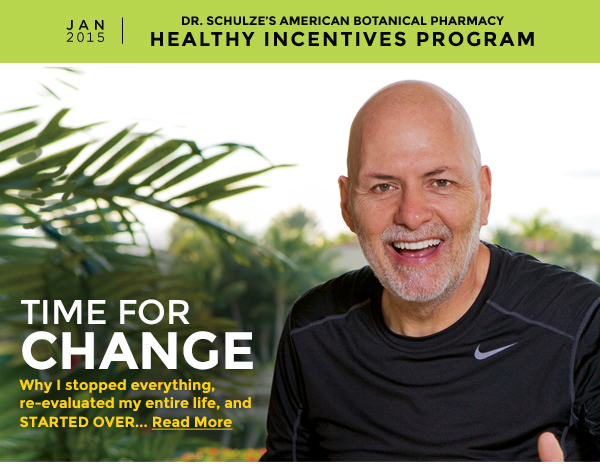 JAN
2015
DR. SCHULZE'S AMERICAN BOTANICAL PHARMACY
HEALTHY INCENTIVES PROGRAM
TIME FOR
CHANGE
Why I stopped everything,
re-evaluated my entire life, and
STARTED OVER... Read More